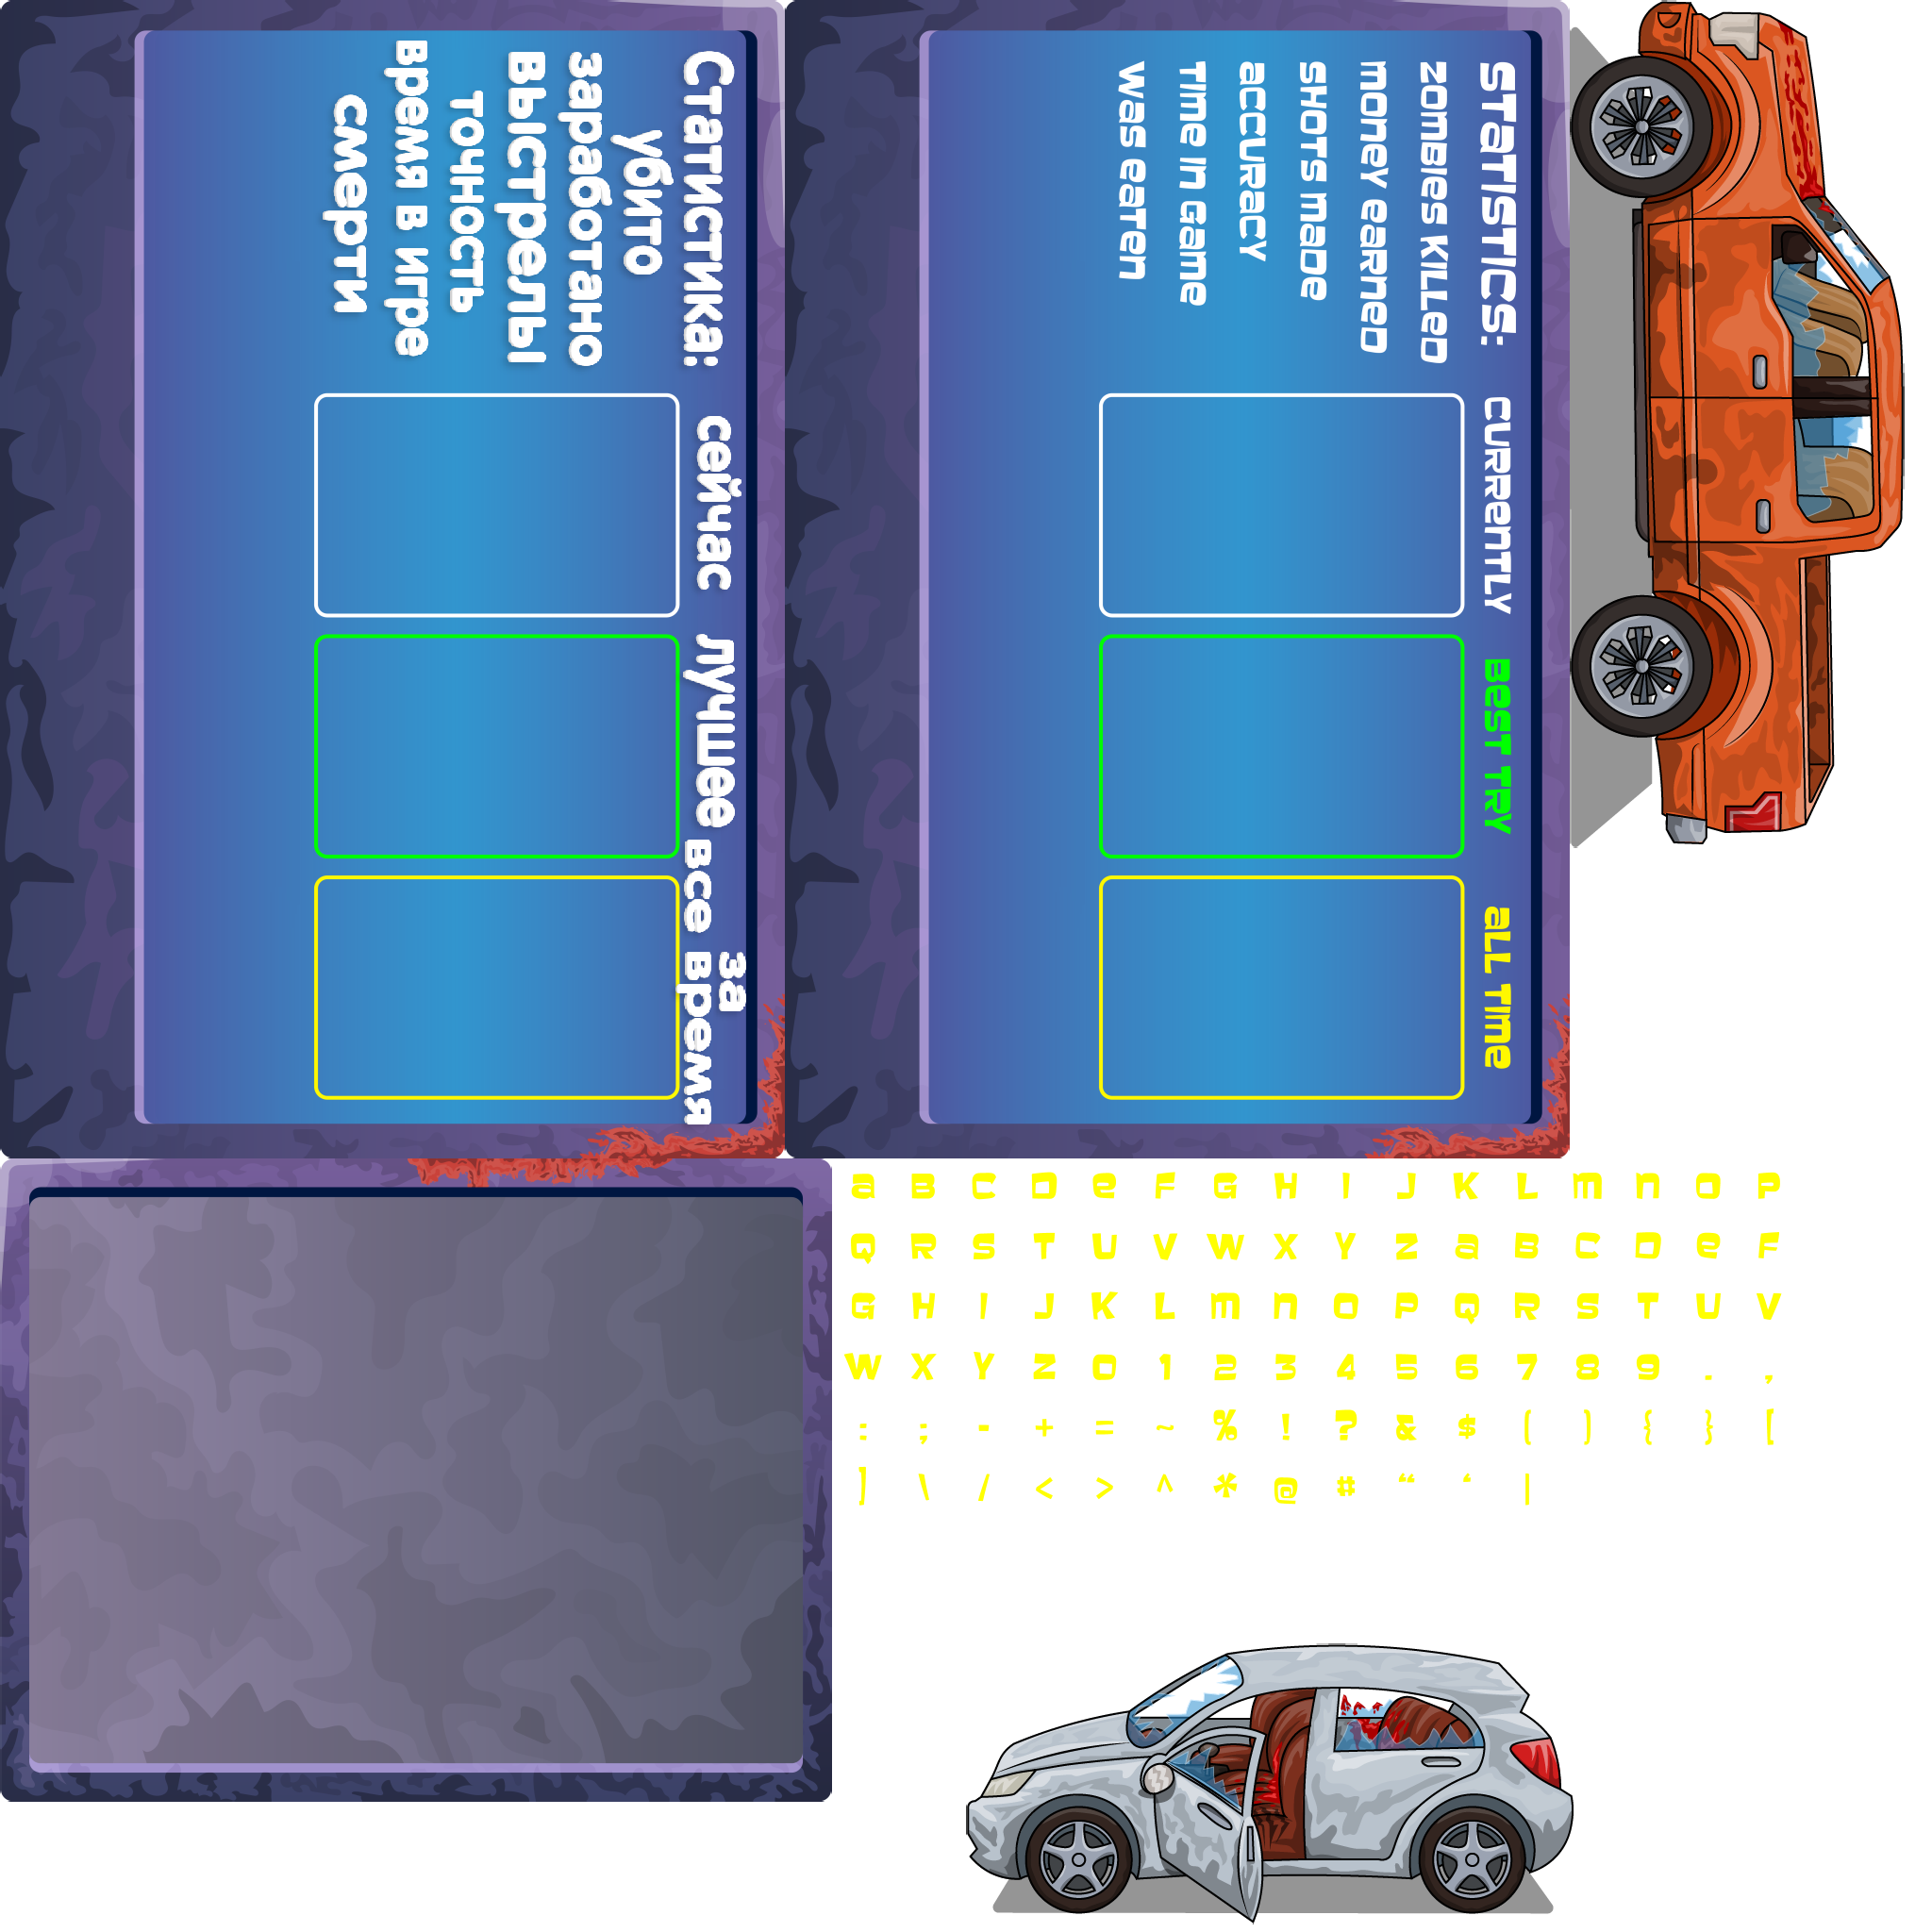 Статистика:
убито
заработано
выстрелы
точность
время в игре
смерти
сейчас
лучшее
за
все время
STaTISTICS:
ZOmBIeS KILLeD
mOneY eaRneD
SHOTS maDe
aCCURaCY
TIme In Game
Was eaTen
CURRenTLY
BeST TRY
aLL TIme
a B C D e F G H I J K L m n O P
Q R S T U V W X Y Z a B C D e F
G H I J K L m n O P Q R S T U V
W X Y Z 0 1 2 3 4 5 6 7 8 9 . ,
: ; - + = ~ % ! ? & $ ( ) { } [
] \ / < > ^ * @ # “ ‘ |